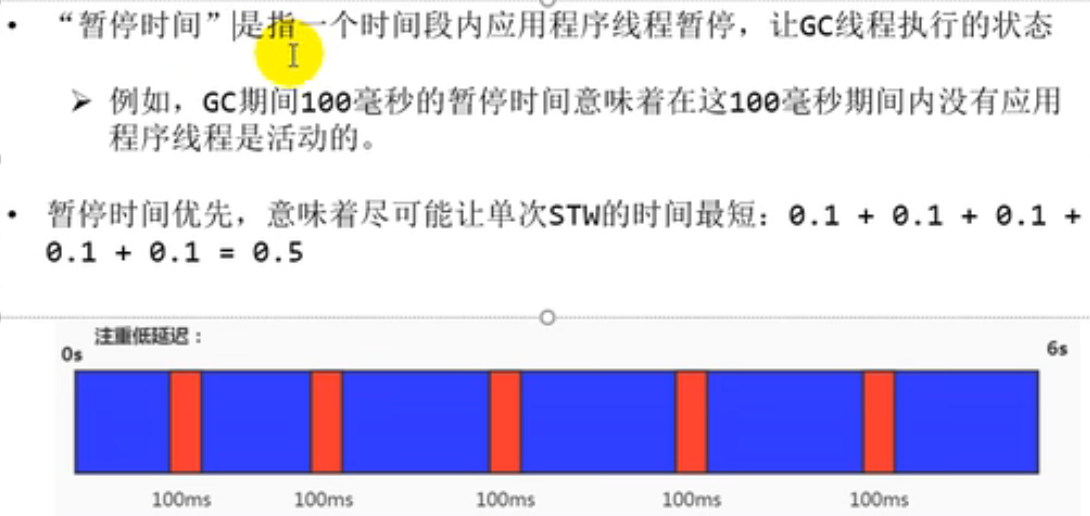 • “暂停时间”是指一个时间段内应用程序线程暂停，让GC线程执行的状态
➢ 例如，GC期间100毫秒的暂停时间意味着在这100毫秒期间内没有应用
程序线程是活动的。
• 暂停时间优先，意味着尽可能让单次STW的时间最短：0.1 + 0.1 + 0.1 +
0.1 + 0.1 = 0.5
注重低延迟：
0s 6s
100ms 100ms 100ms 100ms 100ms